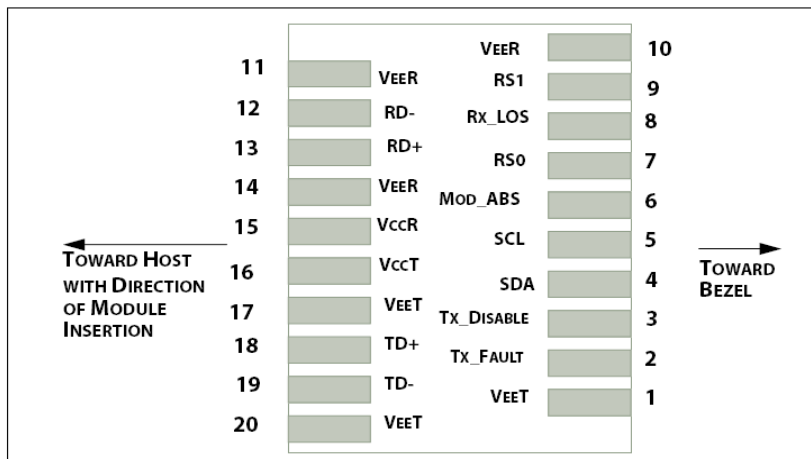 VEER 10
11 VEER RS1 9
12 RD- RX_LOS 8
13 RD+ RS0 7
14 VEER MOD_ABS 6
15 VCCR SCL 5
16 VCCT SDA 4
17 VEET TX_DISABLE 3
18 TD+ TX_FAULT 2
19 TD- VEET 1
20 VEET
TOWARD HOST
WITH DIRECTION
OF MODULE
INSERTION
TOWARD
BEZEL